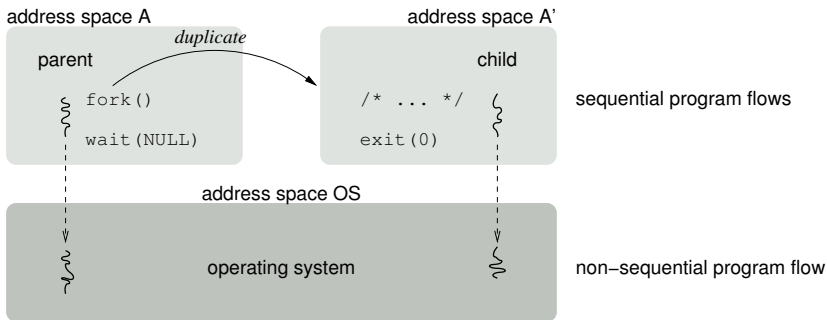 address space A
address space A’
duplicate
parent
child
fork()
/* ... */
sequential program flows
wait(NULL)
exit(0)
address space OS
operating system
non−sequential program flow